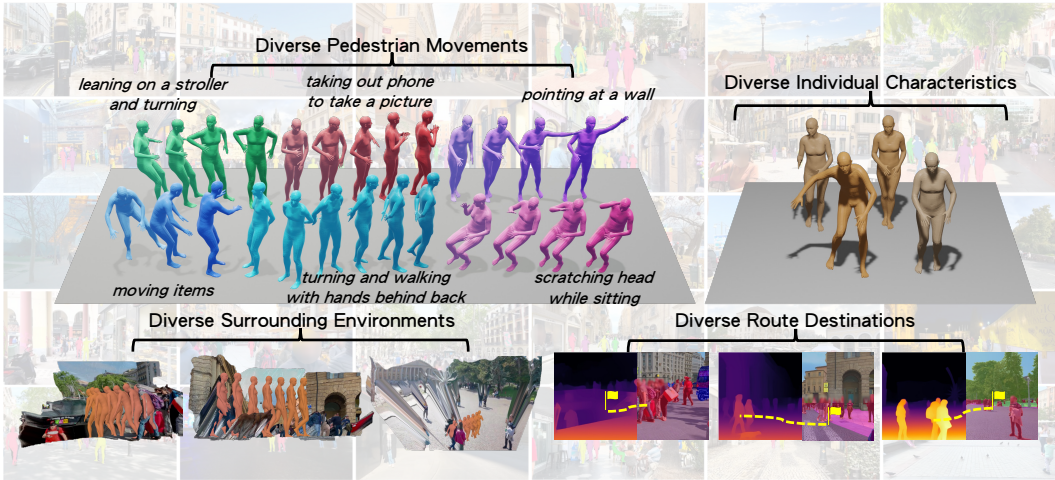 Diverse Pedestrian Movements
leaning on a stroller
and turning
taking out phone
to take a picture
pointing at a wall
Diverse Individual Characteristics
moving items
turning and walking
with hands behind back
scratching head
while sitting
Diverse Surrounding Environments
Diverse Route Destinations